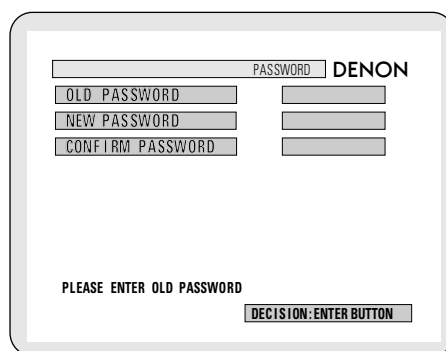 PASSWORD DENON
OLD PASSWORD
NEW PASSWORD
CONFIRM PASSWORD
PLEASE ENTER OLD PASSWORD
DECISION:ENTER BUTTON